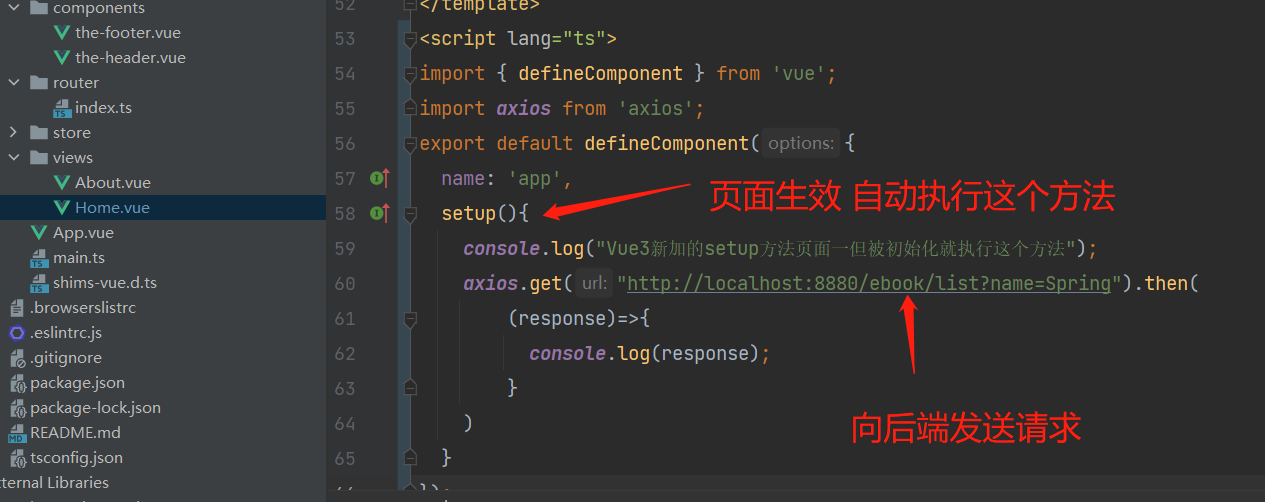 components
the-footer.vue
the-header.vue
router
index.ts
store
views
About.vue
Home.vue
App.vue
main.ts
shims-vue.d.ts
.browserslistrc
.eslintrc.js
.gitignore
package.json
package-lock.json
README.md
tsconfig.json
ternal Libraries
52 </template>
53 <script lang="ts">
54 import { defineComponent } from 'vue';
55 import axios from 'axios';
56 export default defineComponent( options: {
57 name: 'app',
58 setup(){
页面生效 自动执行这个方法
59 console.log("Vue3新加的setup方法页面一但被初始化就执行这个方法");
60 axios.get( url: "http://localhost:8880/ebook/list?name=Spring").then(
61 (response)=>{
62 console.log(response);
63 }
64 )
向后端发送请求
65 }
});